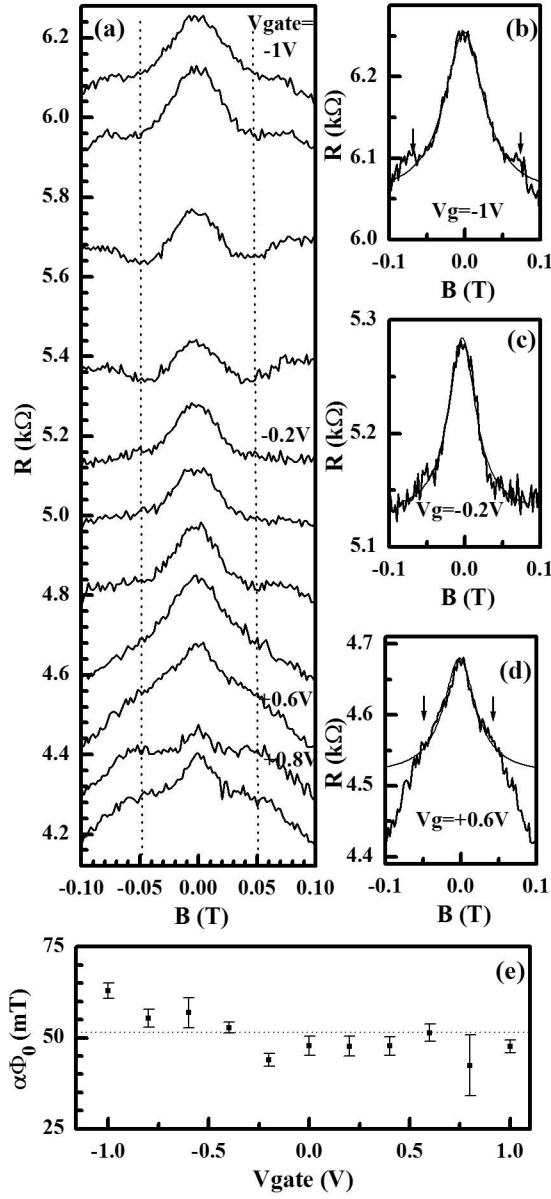 (a)
Vgate=
-1V
-0.2V
+0.6V
+0.8V
6.2
6.0
5.8
5.6
5.4
5.2
5.0
4.8
4.6
4.4
4.2
R (kΩ)
-0.10 -0.05 0.00 0.05 0.10
B (T)
(b)
6.2
6.1
6.0
R (kΩ)
Vg=-1V
-0.1 0.0 0.1
B (T)
(c)
5.3
5.2
5.1
R (kΩ)
Vg=-0.2V
-0.1 0.0 0.1
B (T)
(d)
4.7
4.6
4.5
4.4
R (kΩ)
Vg=+0.6V
-0.1 0.0 0.1
B (T)
(e)
75
50
25
αΦ₀ (mT)
-1.0 -0.5 0.0 0.5 1.0
Vgate (V)